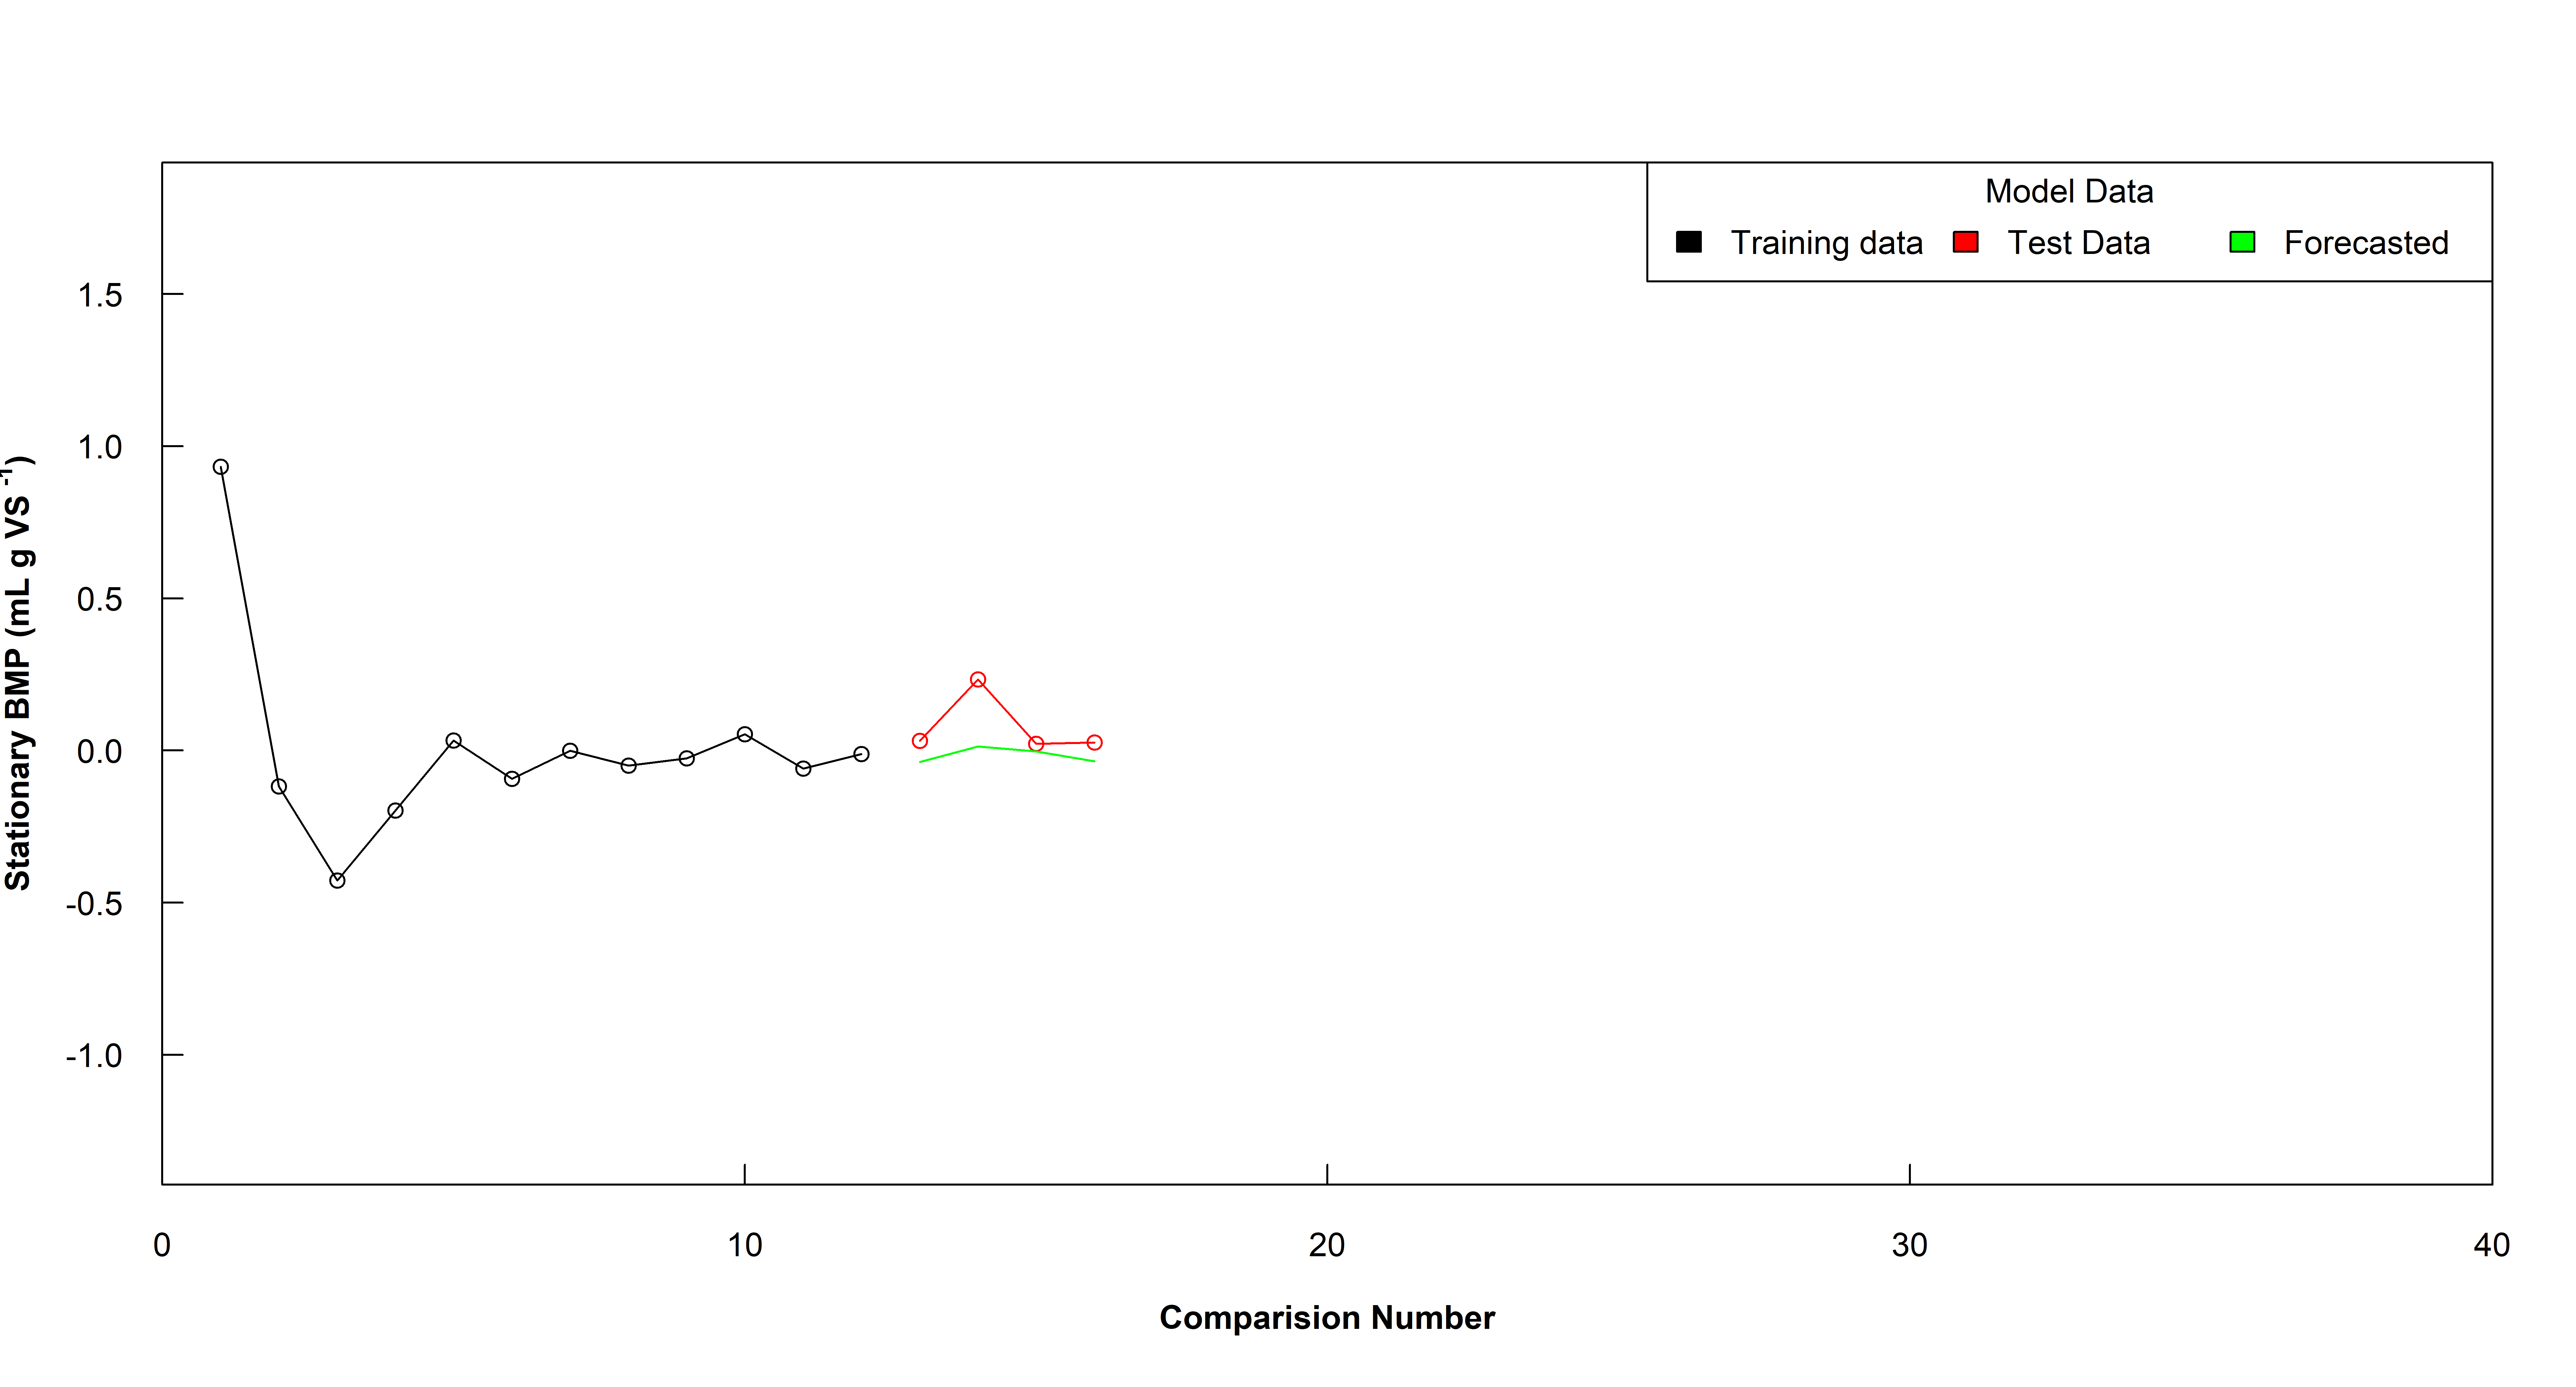 Model Data
Training data Test Data Forecasted
1.5
1.0
0.5
0.0
-0.5
-1.0
Stationary BMP (mL g VS -1)
0 10 20 30 40
Comparision Number